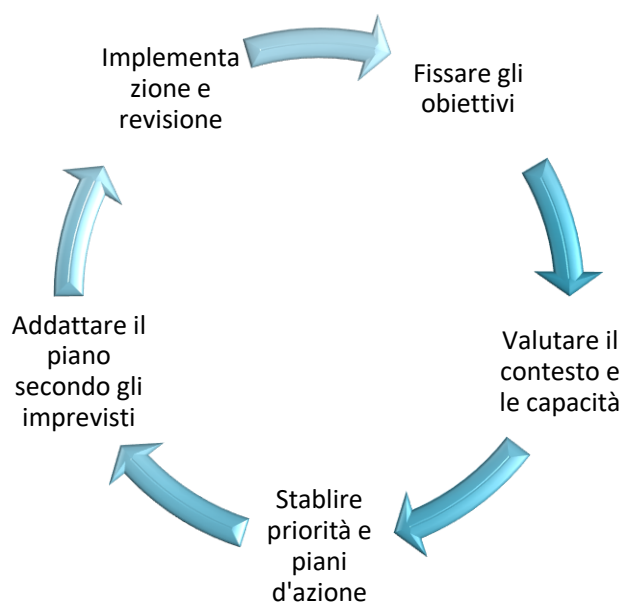 Implementa
zione e
revisione
Fissare gli
obiettivi
Valutare il
contesto e
le capacità
Stablire
priorità e
piani
d'azione
Addattare il
piano
secondo gli
imprevisti